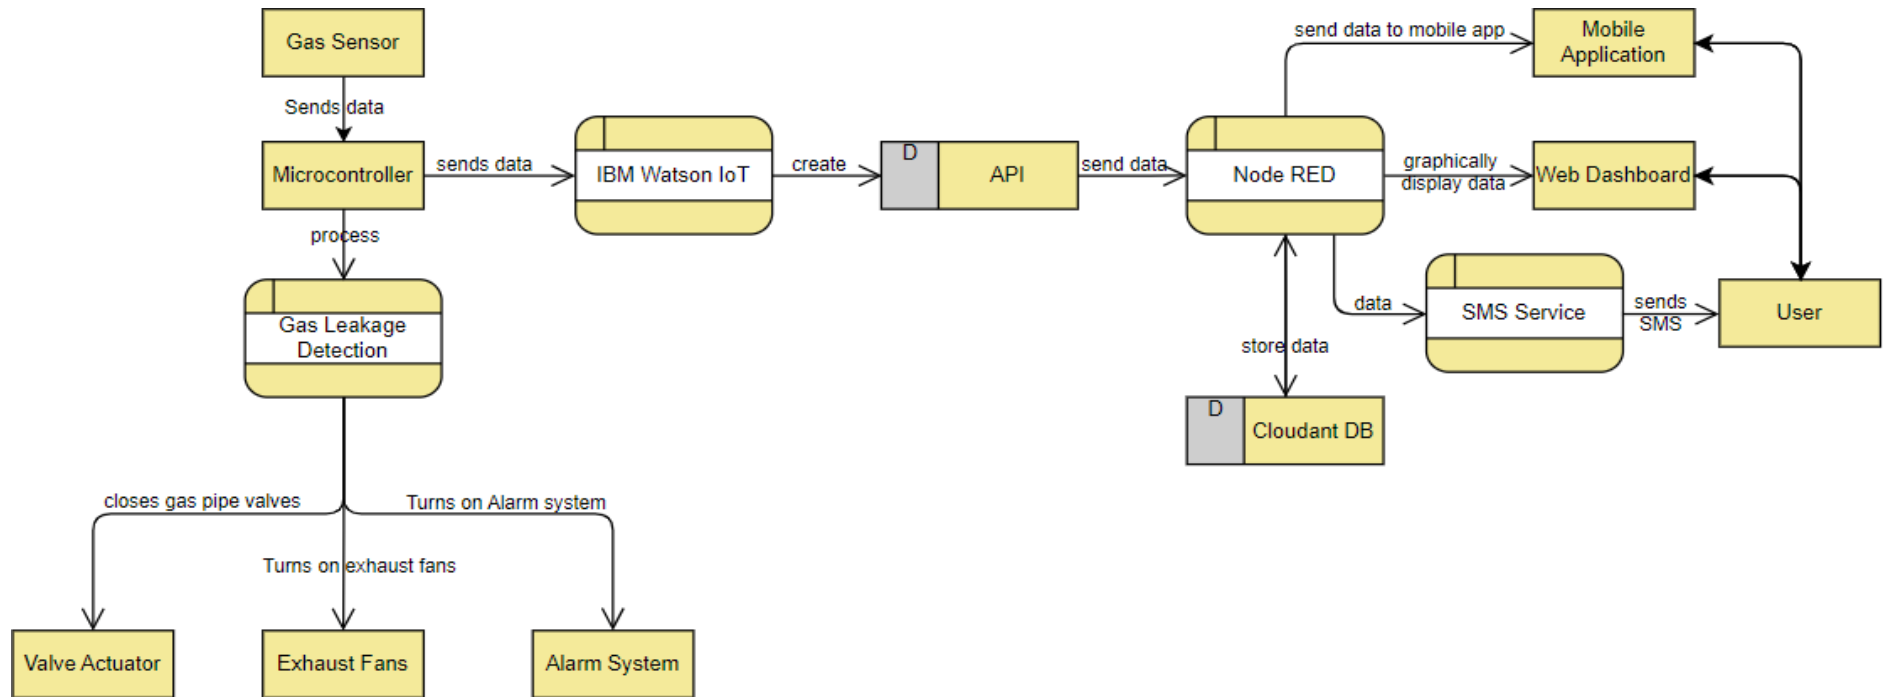 Gas Sensor
send data to mobile app
Mobile
Application
Sends data
Microcontroller
sends data
IBM Watson IoT
create
D
API
send data
Node RED
graphically
display data
Web Dashboard
process
Gas Leakage
Detection
data
SMS Service
sends
SMS
User
store data
D
Cloudant DB
closes gas pipe valves
Turns on Alarm system
Turns on exhaust fans
Valve Actuator
Exhaust Fans
Alarm System